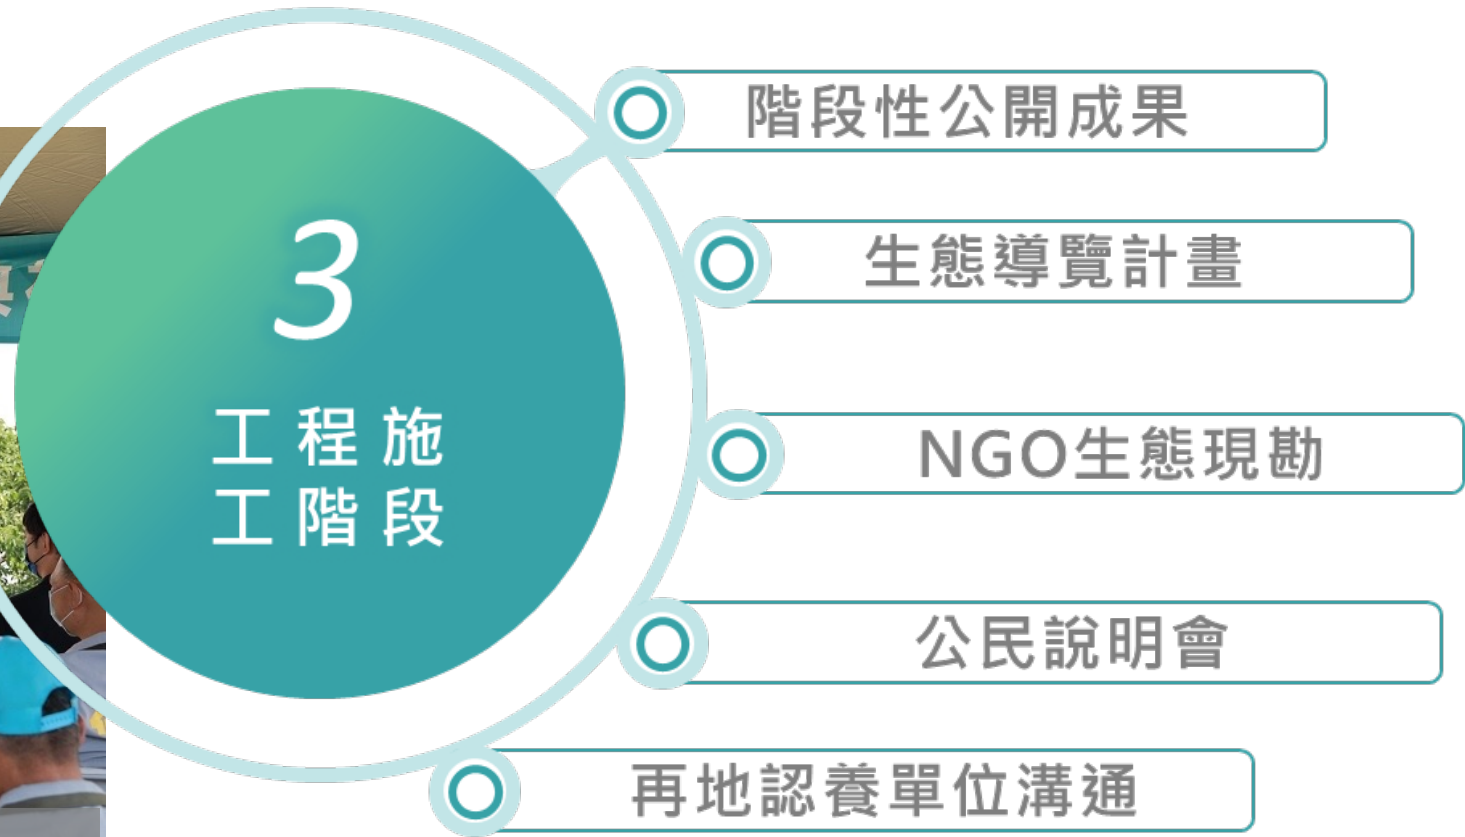 3
工程施
工階段
階段性公開成果
生態導覽計畫
NGO生態現勘
公民說明會
再地認養單位溝通